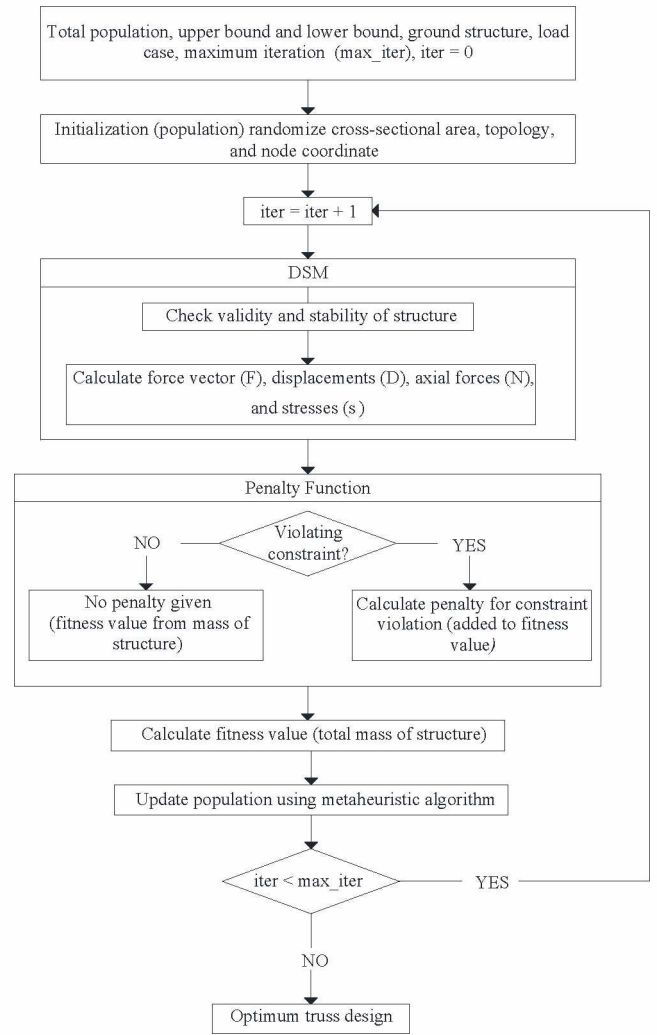 Total population, upper bound and lower bound, ground structure, load
case, maximum iteration (max_iter), iter = 0
Initialization (population) randomize cross-sectional area, topology,
and node coordinate
iter = iter + 1
DSM
Check validity and stability of structure
Calculate force vector (F), displacements (D), axial forces (N),
and stresses (s )
Penalty Function
Violating
constraint?
NO
YES
No penalty given
(fitness value from mass of
structure)
Calculate penalty for constraint
violation (added to fitness
value)
Calculate fitness value (total mass of structure)
Update population using metaheuristic algorithm
iter < max_iter
YES
NO
Optimum truss design